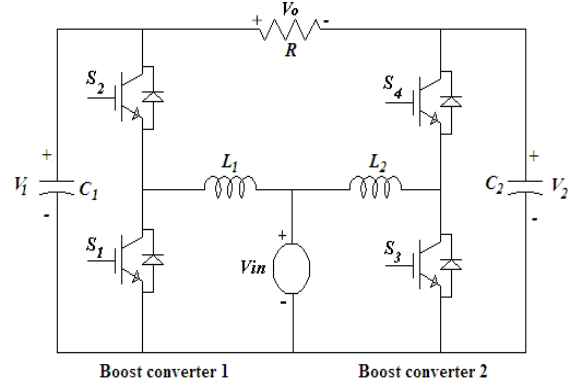 Vo
+ -
R
S2
S4
L1
L2
+
V1
C1
-
+
C2
V2
-
S1
+
Vin
-
S3
Boost converter 1
Boost converter 2